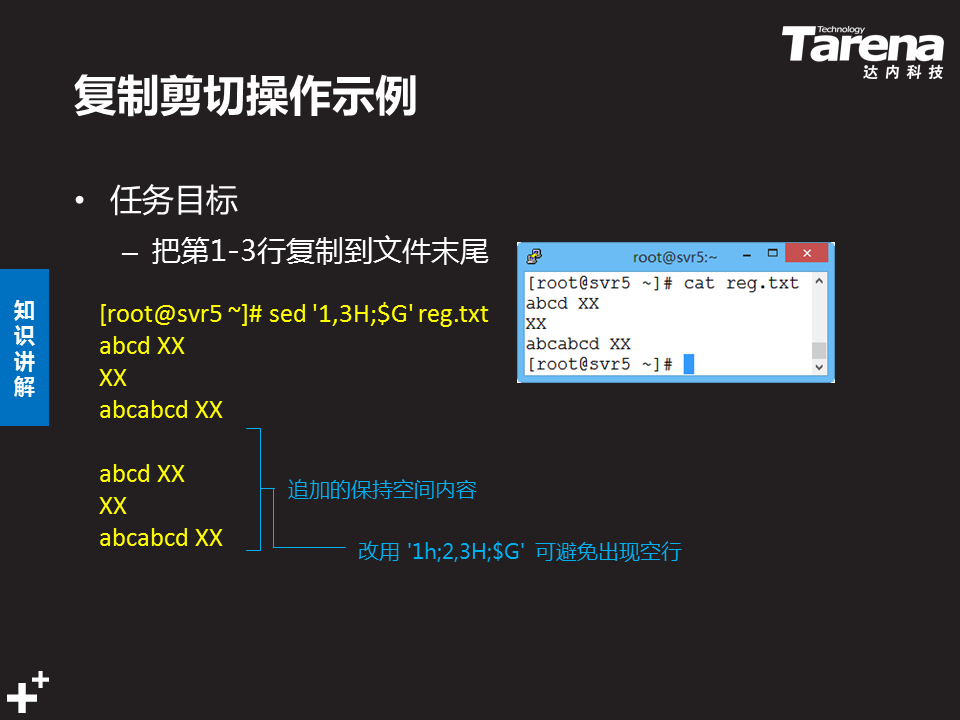 Technology
Tarena
达内科技
复制剪切操作示例
• 任务目标
– 把第1-3行复制到文件末尾
知识讲解
[root@svr5 ~]# sed '1,3H;$G' reg.txt
abcd XX
XX
abcabcd XX
abcd XX
XX
abcabcd XX
root@svr5:~
[root@svr5 ~]# cat reg.txt
abcd XX
XX
abcabcd XX
[root@svr5 ~]#
追加的保持空间内容
改用 '1h;2,3H;$G' 可避免出现空行